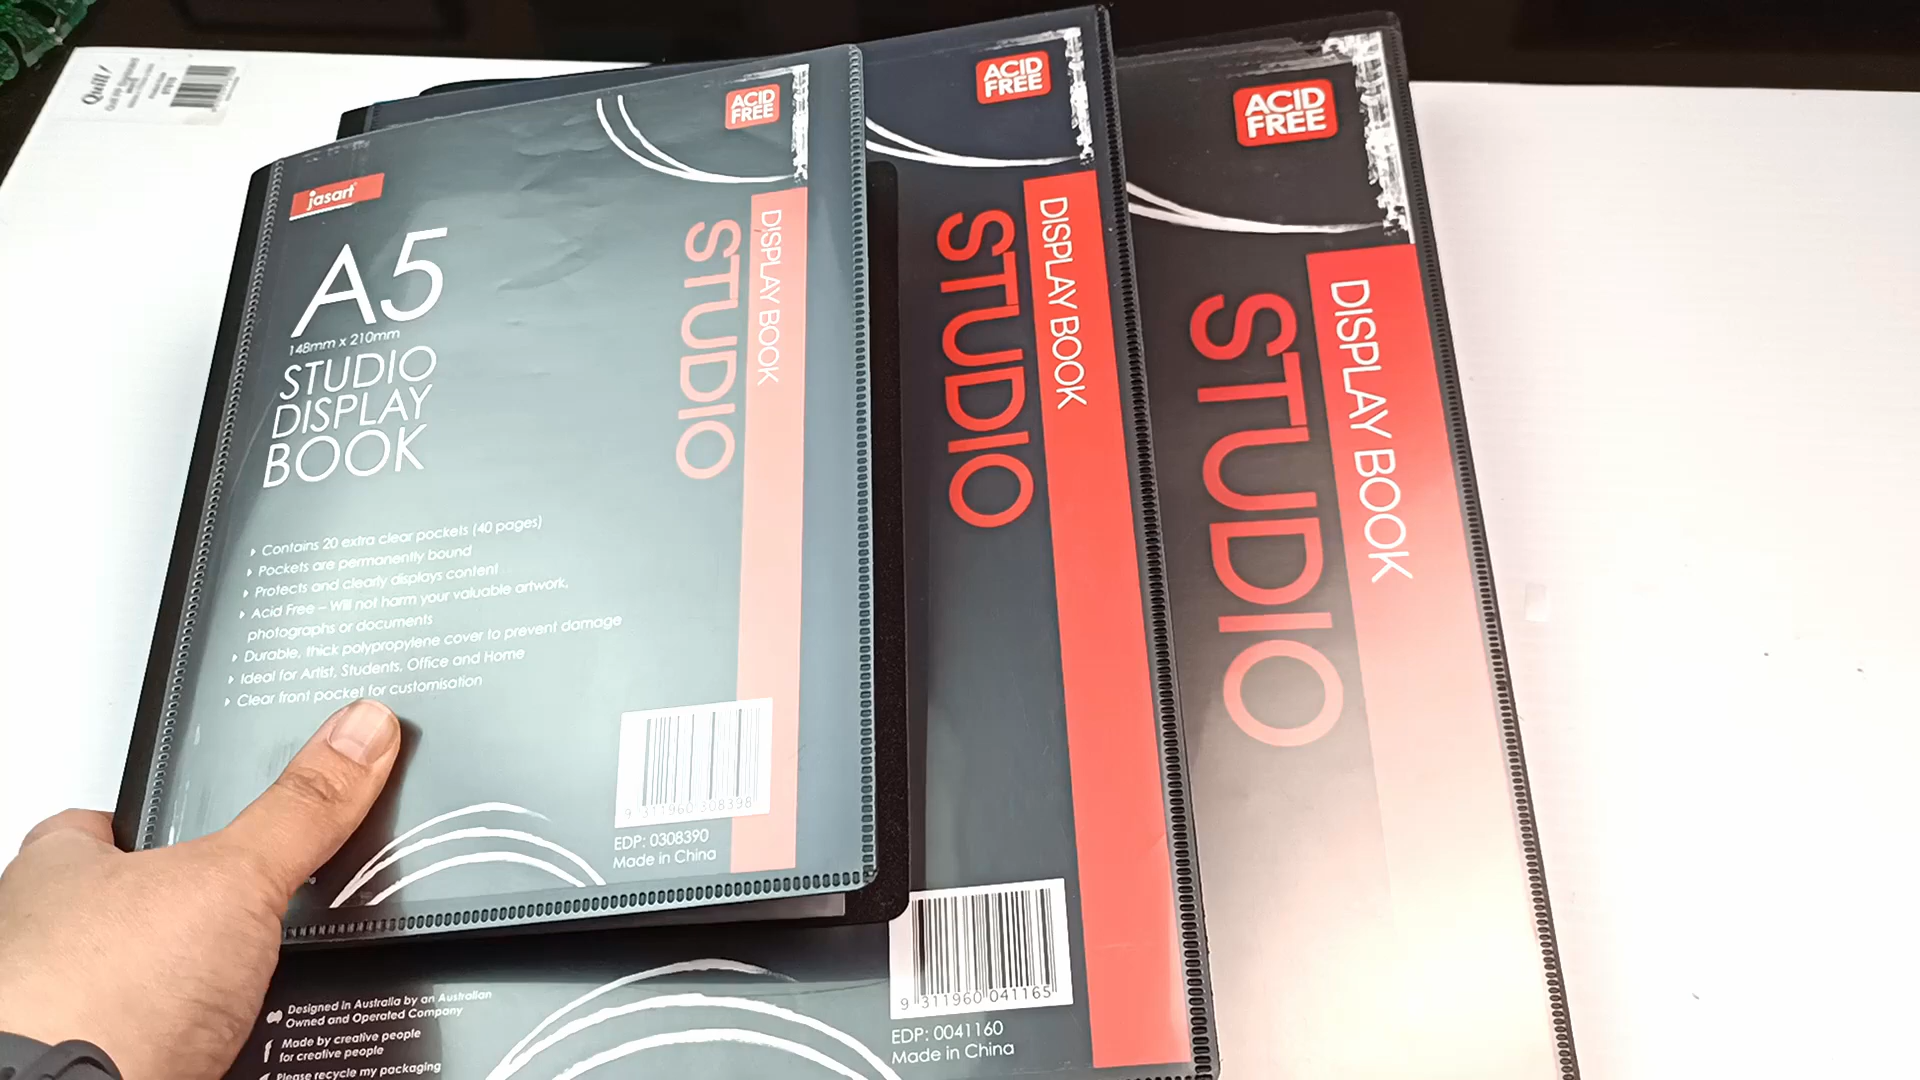 Quill
jasart
A5
148mm x 210mm
STUDIO
DISPLAY
BOOK
Contains 20 extra clear pockets (40 pages)
Pockets are permanently bound
Protects and clearly displays content
Acid Free – Will not harm your valuable artwork,
photographs or documents
Durable, thick polypropylene cover to prevent damage
Ideal for Artist, Students, Office and Home
Clear front pocket for customisation
ACID
FREE
DISPLAY BOOK
STUDIO
9 311960 308398
EDP: 0308390
Made in China
ACID
FREE
DISPLAY BOOK
STUDIO
Designed in Australia by an Australian
Owned and Operated Company
Made by creative people
for creative people
Please recycle my packaging
9 311960 041165
EDP: 0041160
Made in China
ACID
FREE
DISPLAY BOOK
STUDIO